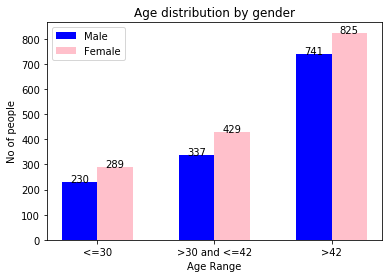 Age distribution by gender
Male
Female
No of people
800
700
600
500
400
300
200
100
0
230
289
337
429
741
825
<=30
>30 and <=42
>42
Age Range